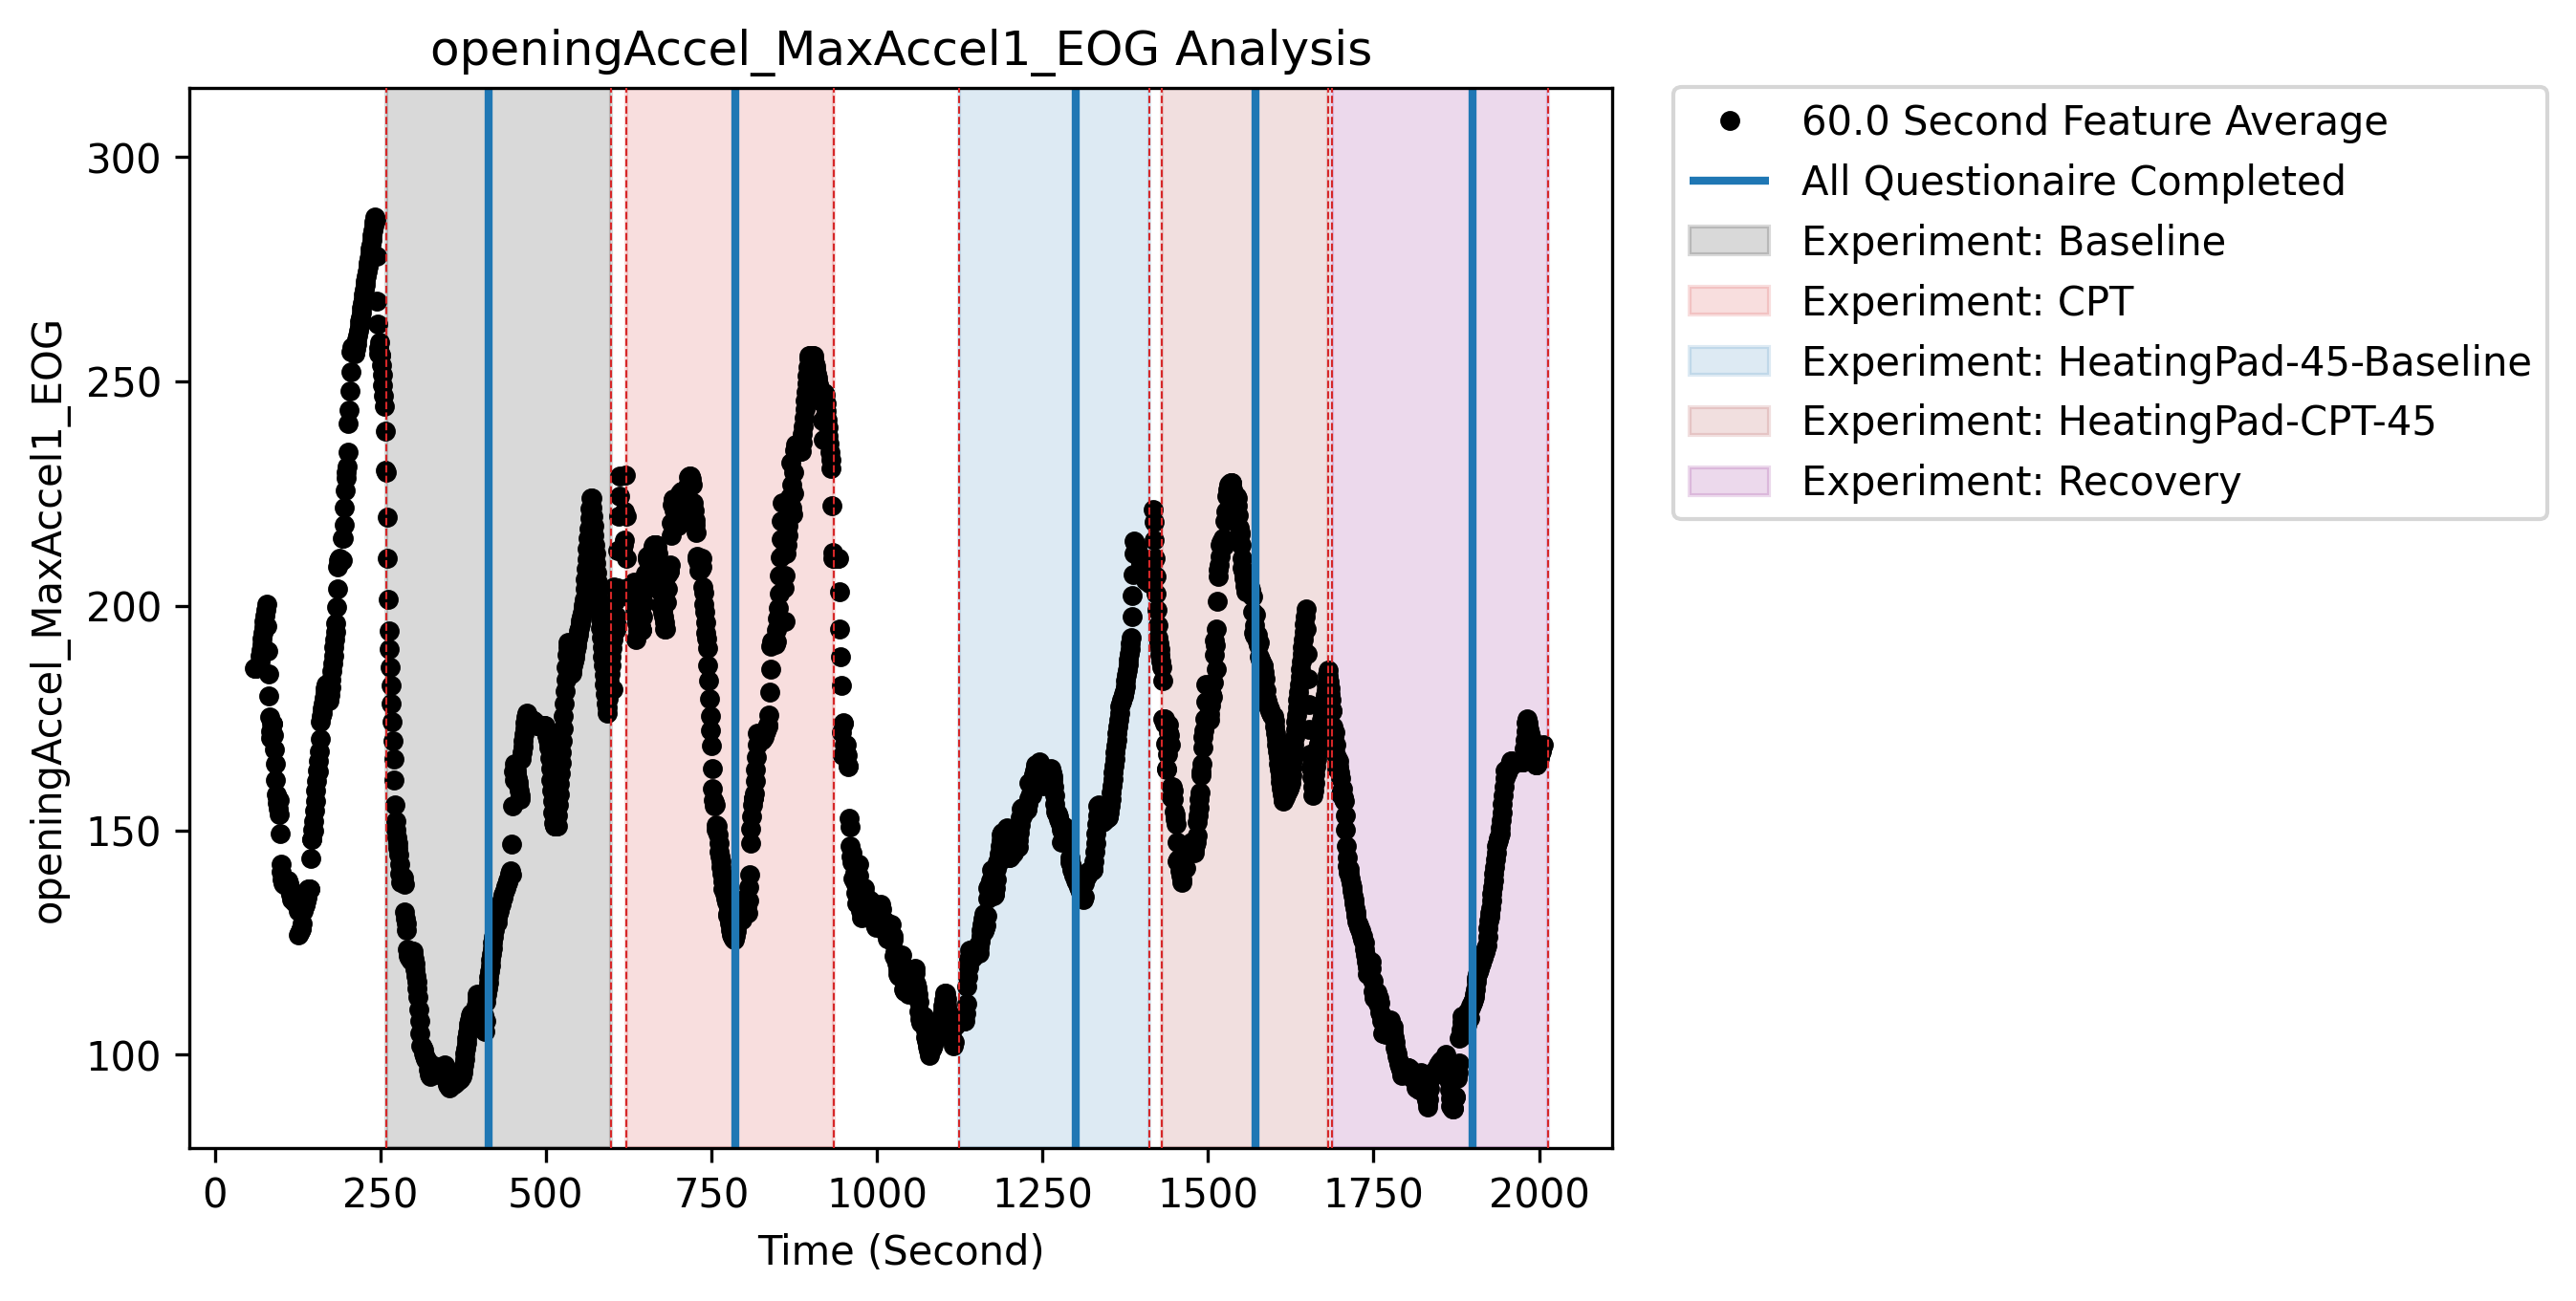 openingAccel_MaxAccel1_EOG Analysis
openingAccel_MaxAccel1_EOG
300
250
200
150
100
0 250 500 750 1000 1250 1500 1750 2000
Time (Second)
60.0 Second Feature Average
All Questionaire Completed
Experiment: Baseline
Experiment: CPT
Experiment: HeatingPad-45-Baseline
Experiment: HeatingPad-CPT-45
Experiment: Recovery